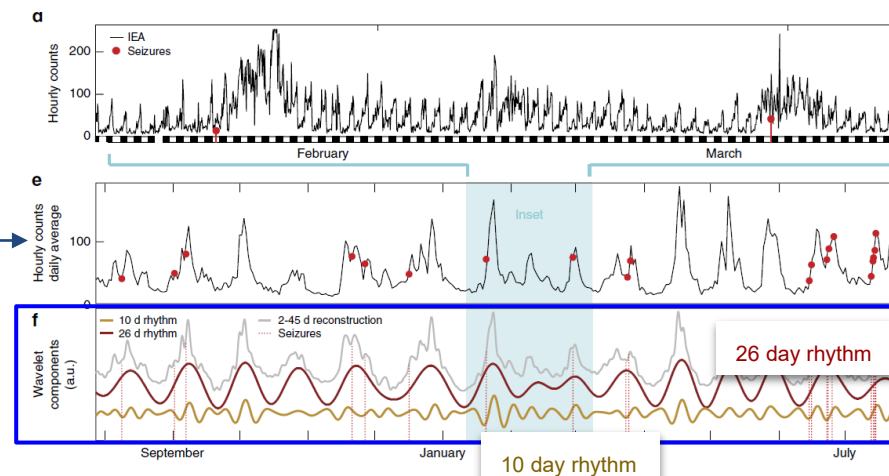 d
IEA
Seizures
Hourly counts
200
100
0
February
March
e
Inset
Hourly counts
daily average
100
0
f
10 d rhythm
2-45 d reconstruction
26 d rhythm
Seizures
Wavelet
components
(a.u.)
26 day rhythm
10 day rhythm
September
January
July